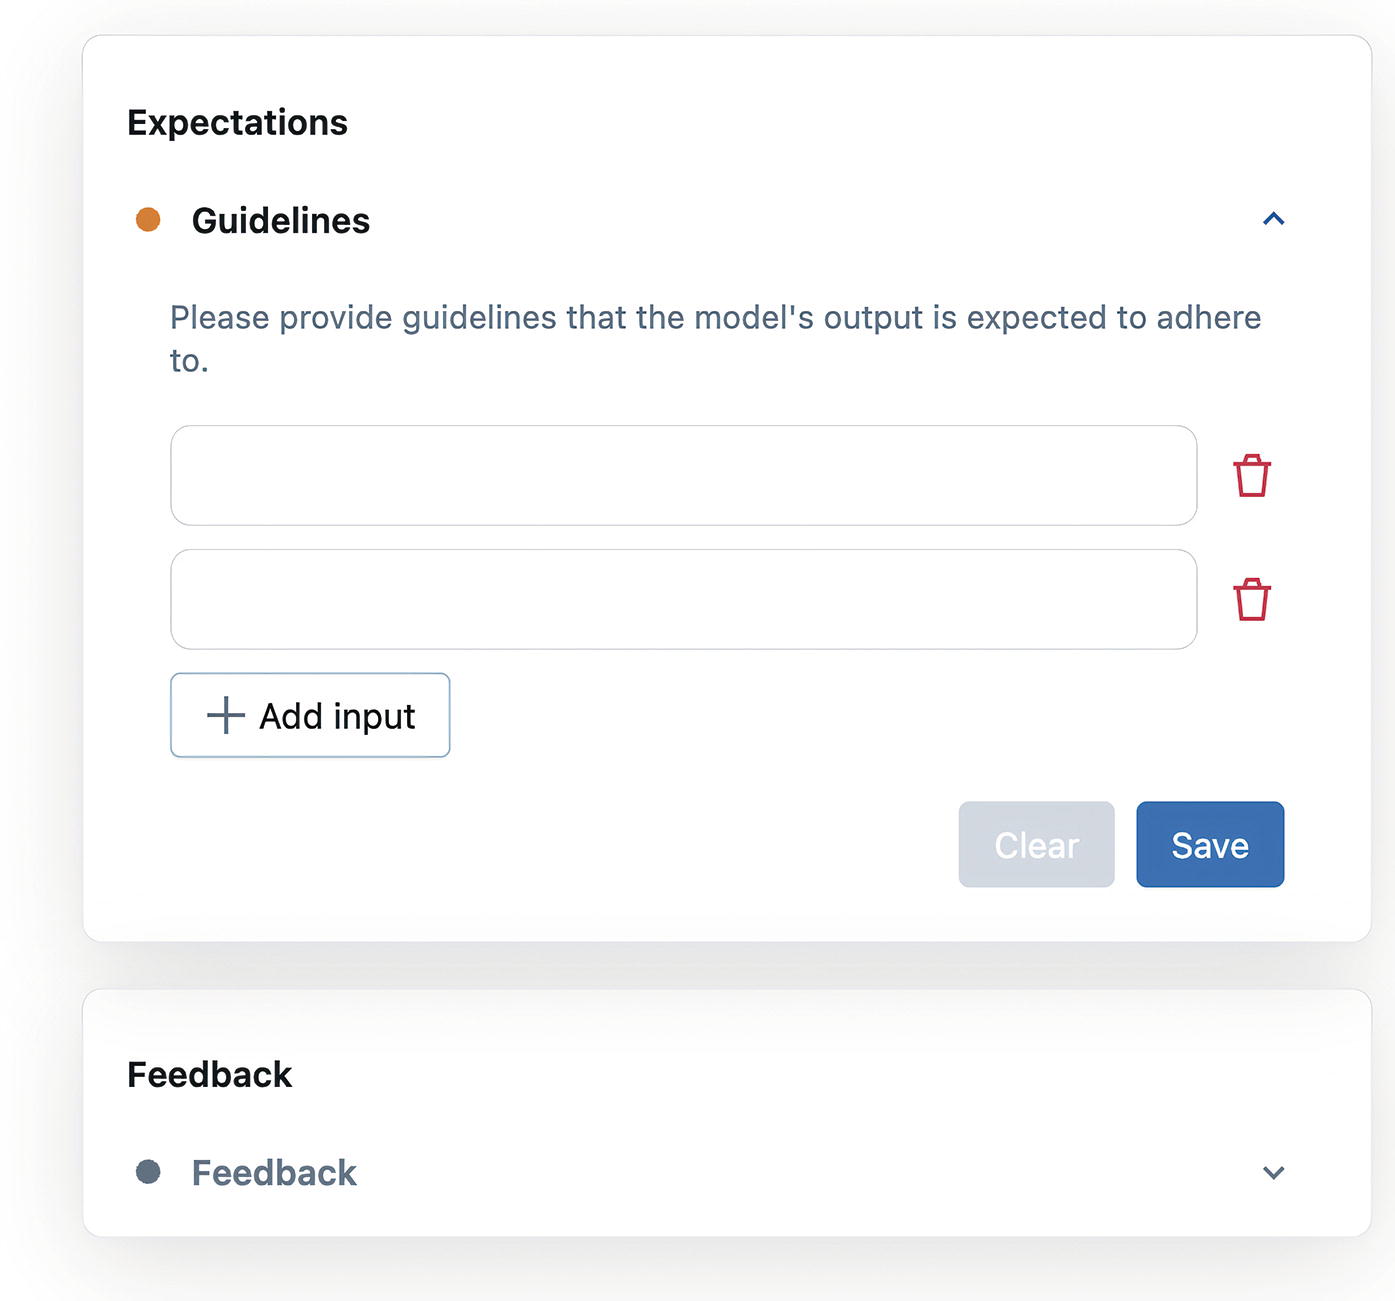 Expectations
Guidelines
Please provide guidelines that the model's output is expected to adhere
to.
Add input
Clear
Save
Feedback
Feedback